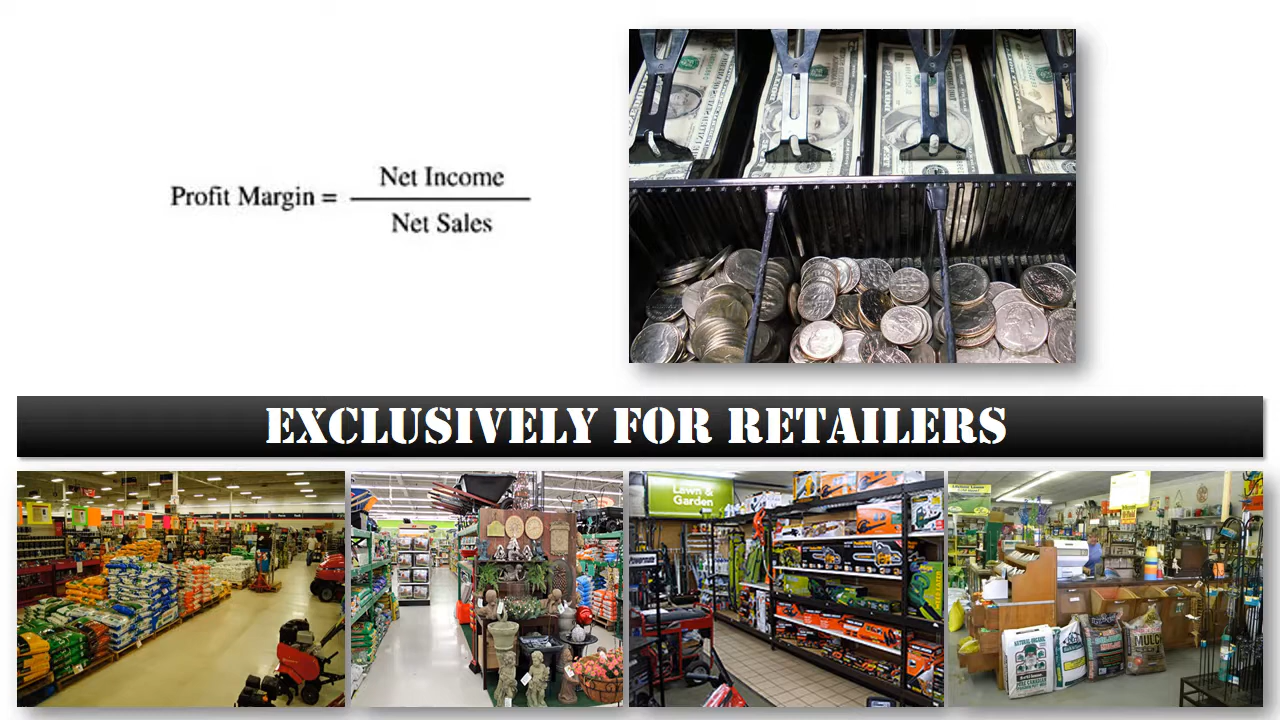 Profit Margin =
Net Income
Net Sales
EXCLUSIVELY FOR RETAILERS
Lawn &
Garden
MULCH